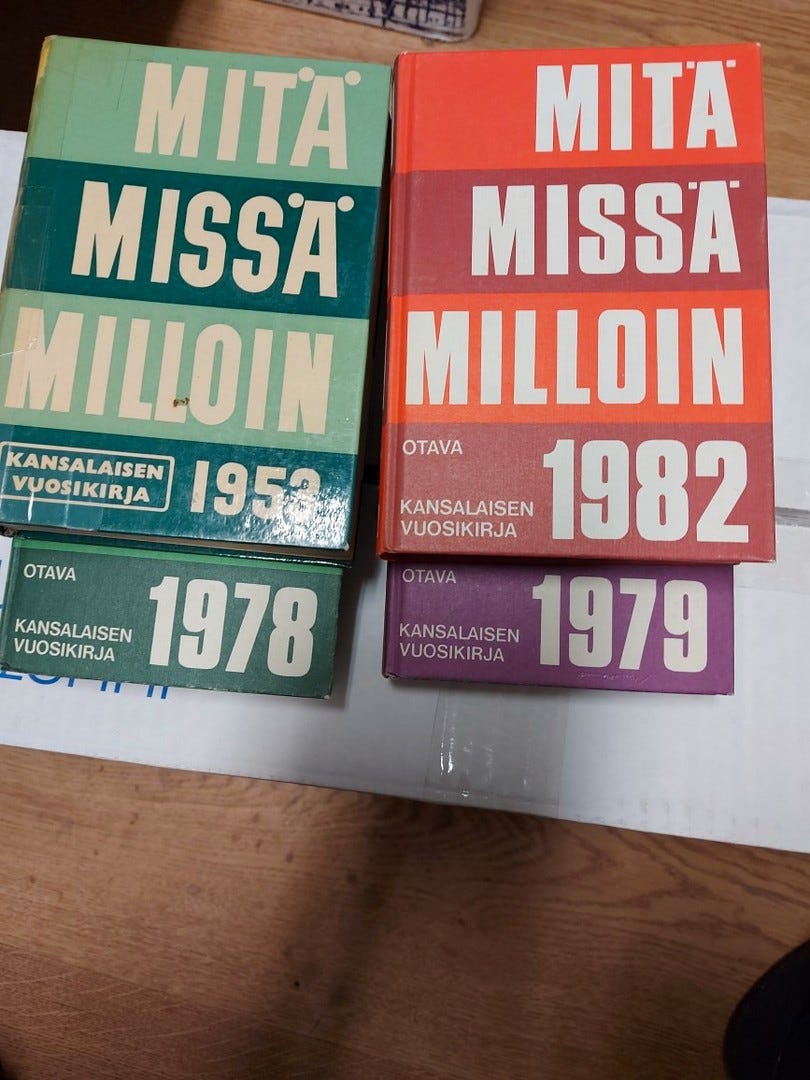 MITÄ
MISSÄ
MILLOIN
KANSALAISEN
VUOSIKIRJA
1953
OTAVA
KANSALAISEN
VUOSIKIRJA
1978
MITÄ
MISSÄ
MILLOIN
OTAVA
KANSALAISEN
VUOSIKIRJA
1982
OTAVA
KANSALAISEN
VUOSIKIRJA
1979